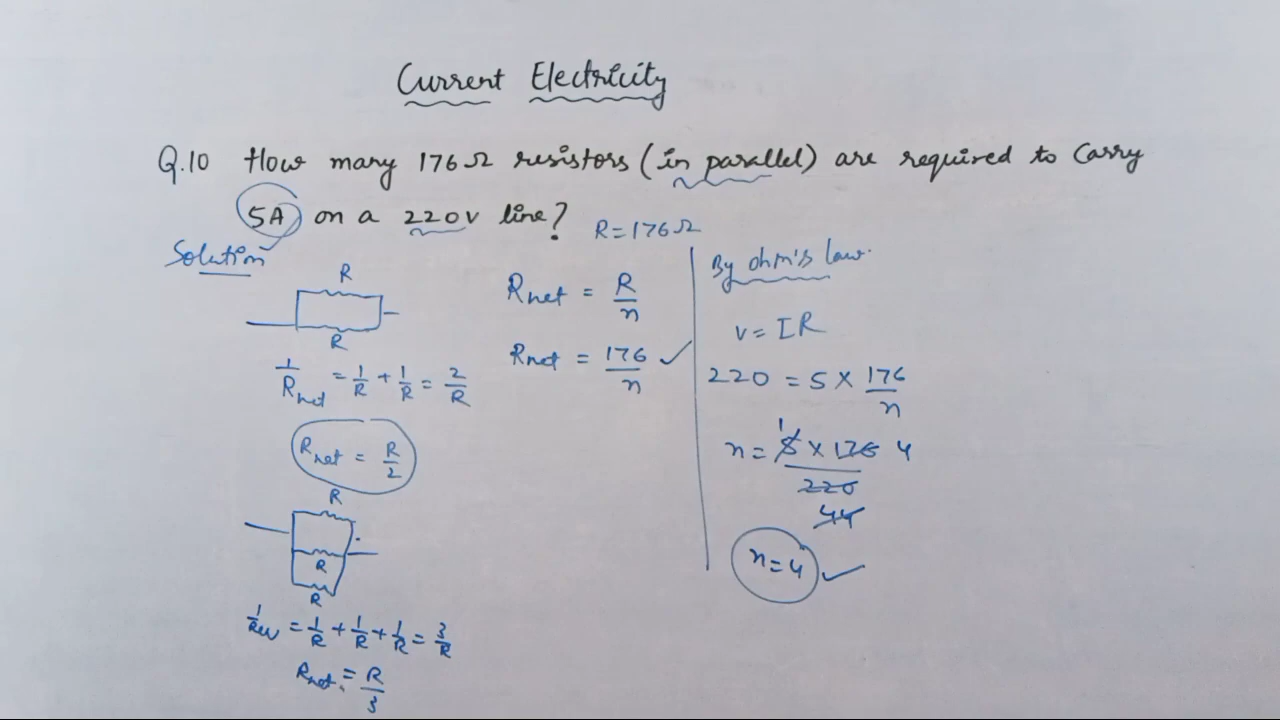 Current Electricity
Q.10 How many 176Ω resistors (in parallel) are required to carry
5A on a 220V line?
R=176Ω
Solution
R
R
1/Rnet = 1/R + 1/R = 2/R
Rnet = R/2
R
R
R
= 1/R + 1/R + 1/R = 3/R
Rnet = R/3
Rnet = R/n
Rnet = 176/n ✓
By ohm's law.
V = IR
220 = 5 × 176/n
n = 5 × 176 / 220
1
4
44
n=4 ✓